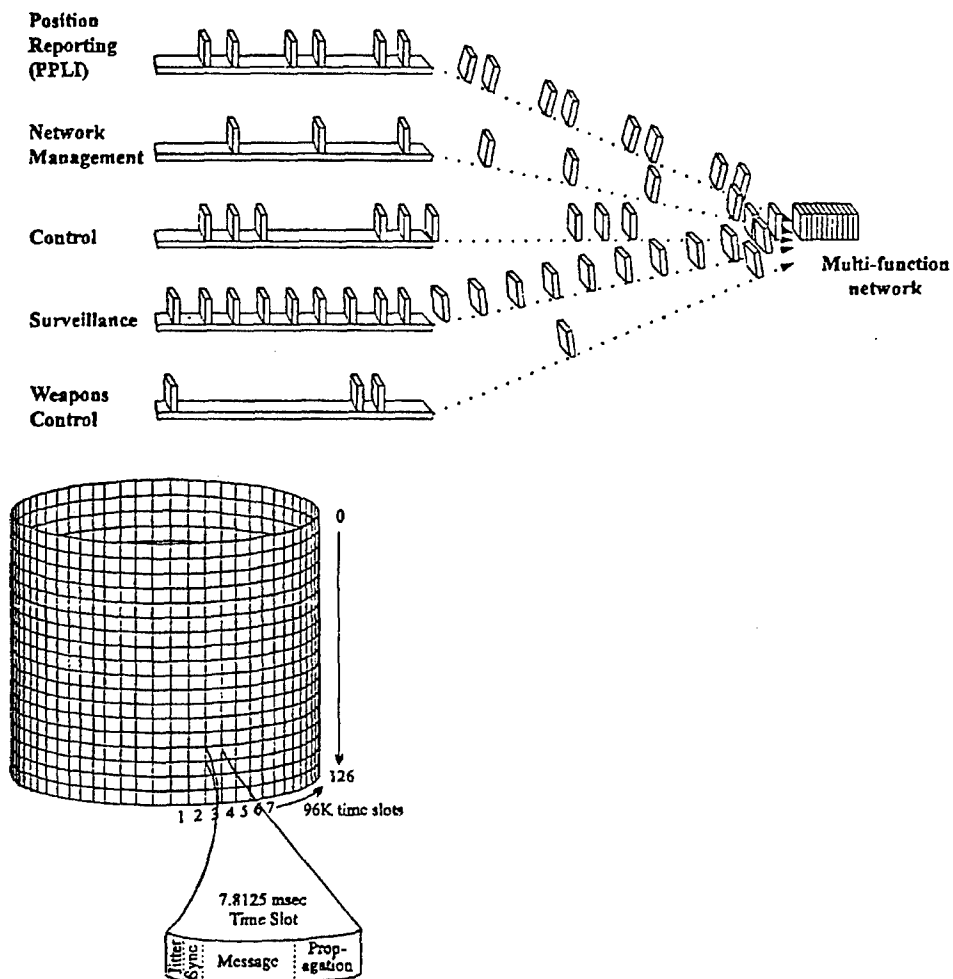 Position
Reporting
(PPLI)
Network
Management
Control
Surveillance
Weapons
Control
Multi-function
network
0
126
1 2 3 4 5 6 7
96K time slots
7.8125 msec
Time Slot
Jitter
Sync
Message
Prop-
agation